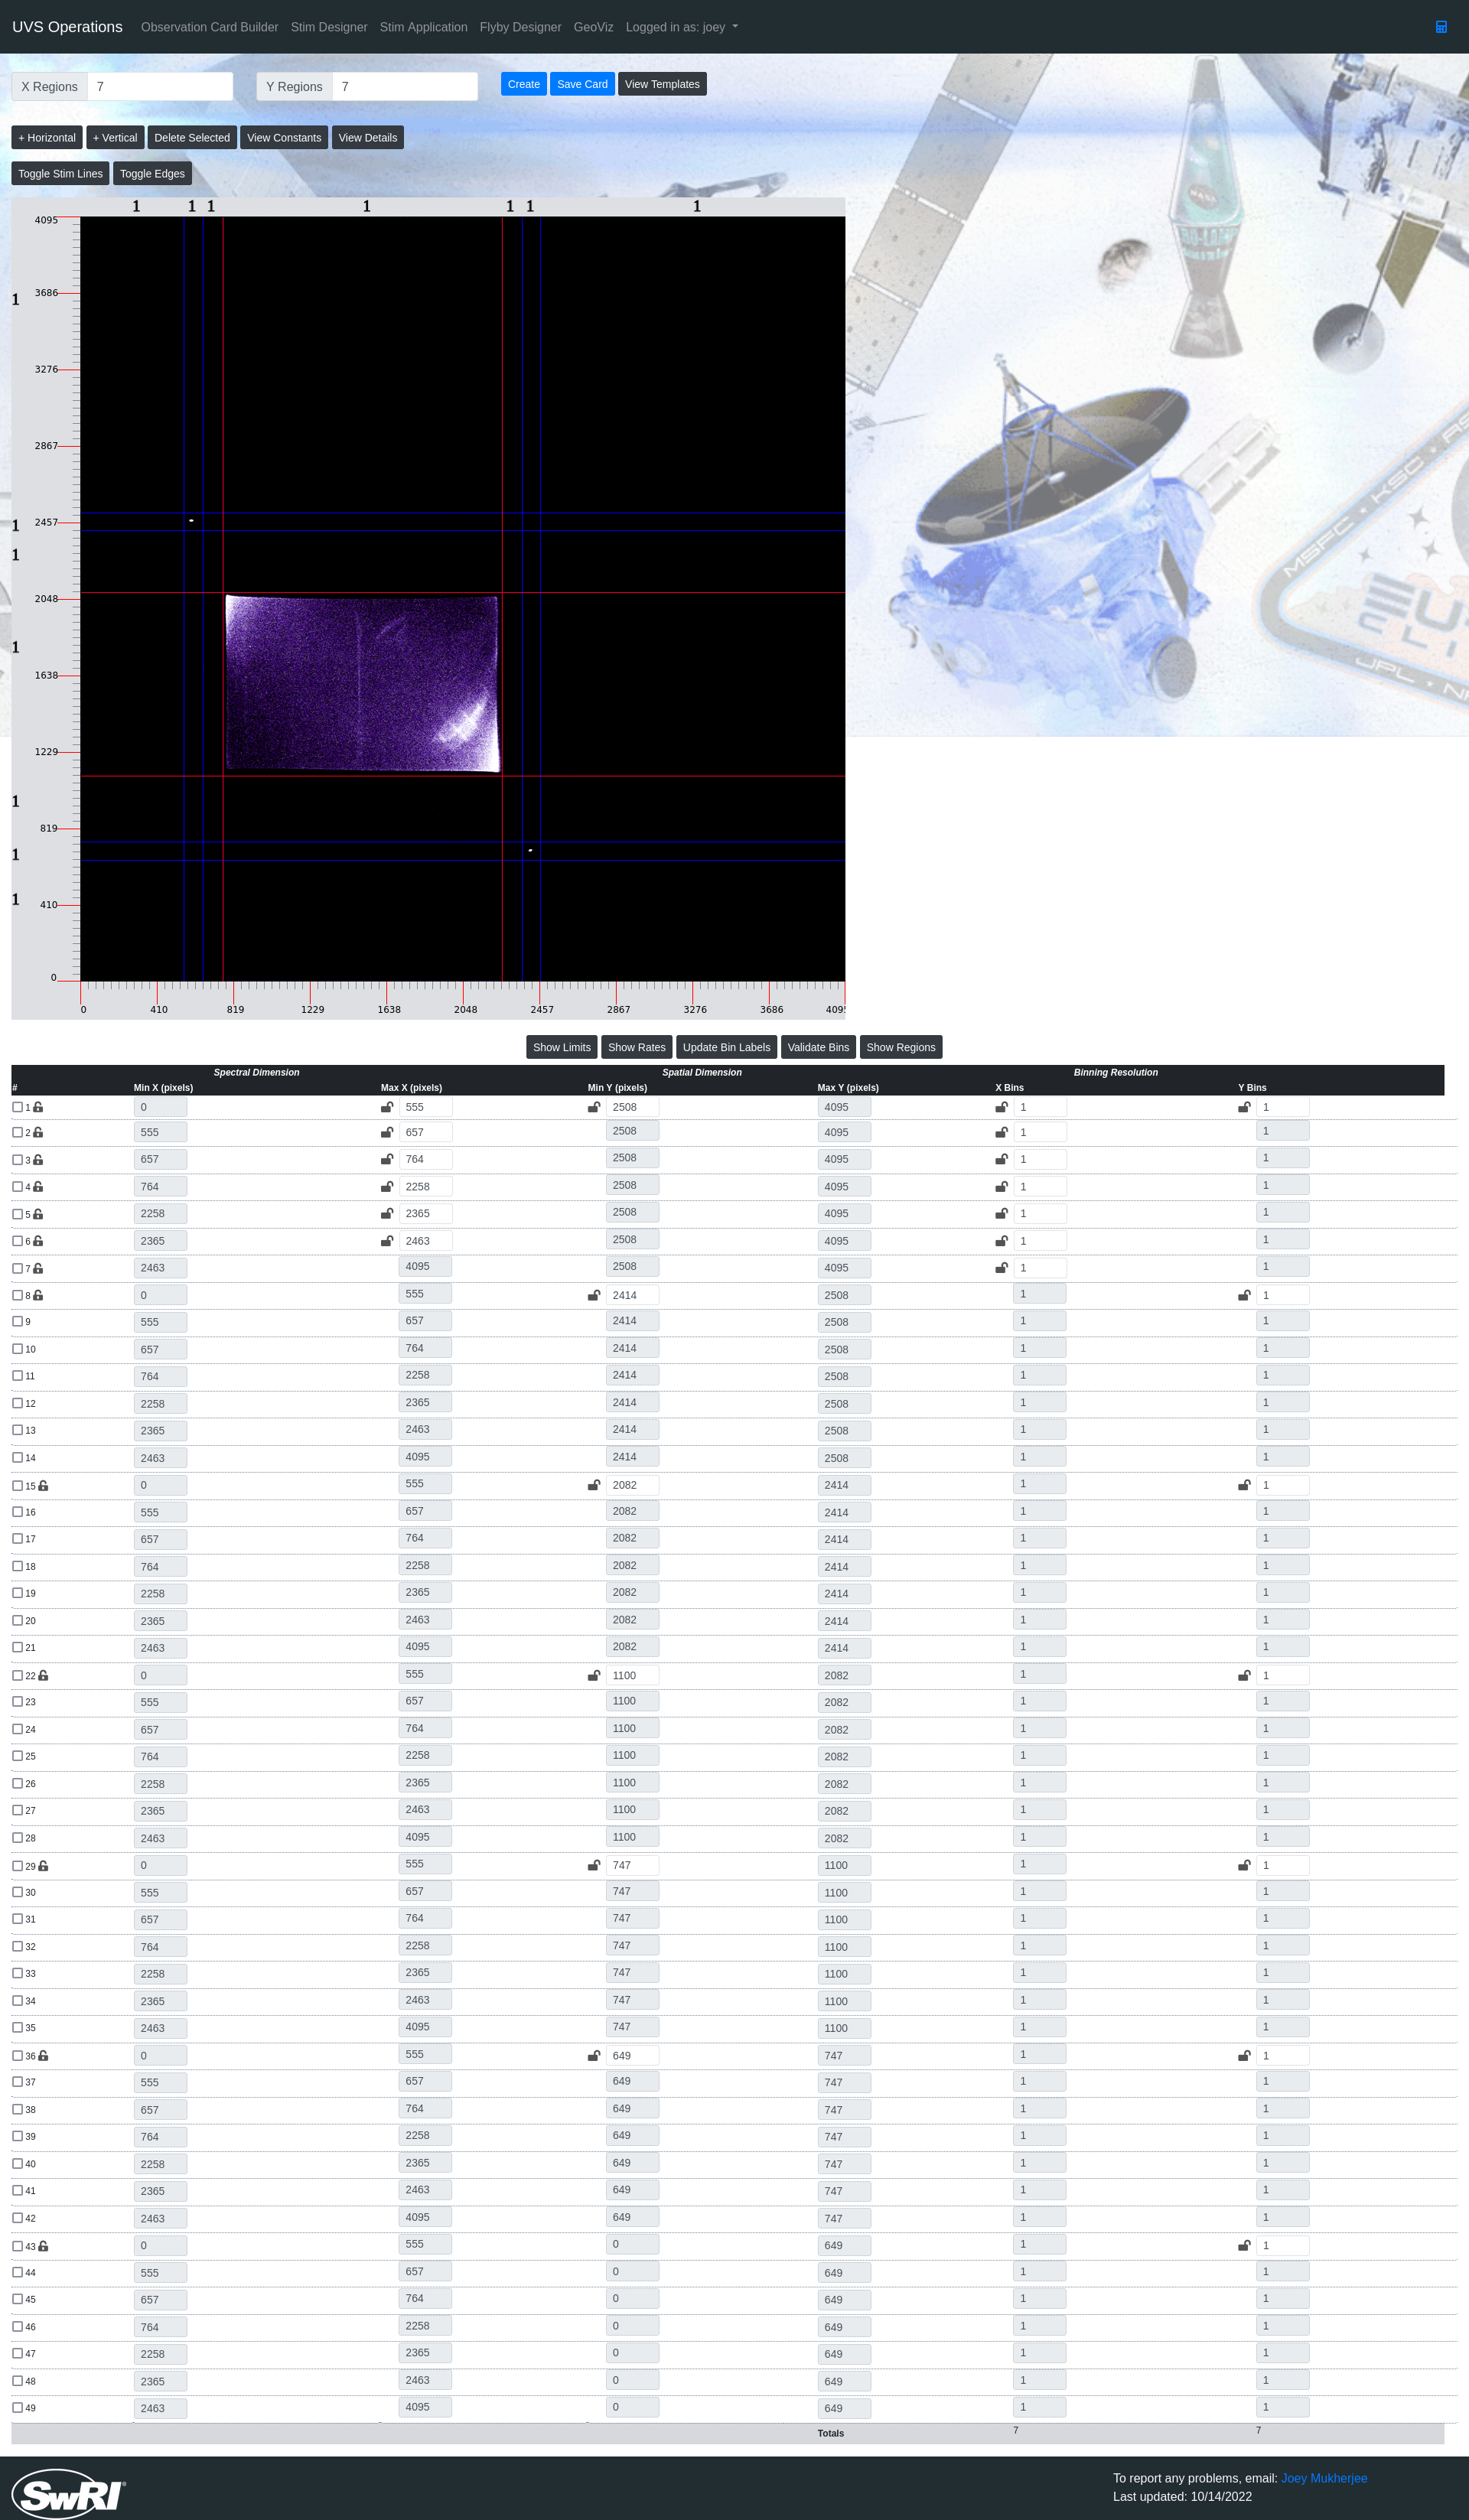 UVS Operations Observation Card Builder Stim Designer Stim Application Flyby Designer GeoViz Logged in as: joey
X Regions 7 Y Regions 7 Create Save Card View Templates
+ Horizontal + Vertical Delete Selected View Constants View Details
Toggle Stim Lines Toggle Edges
1 1 1 1 1 1 1
4095
3686
1
3276
2867
2457
1
1
2048
1
1638
1229
1
819
1
1
410
0
0 410 819 1229 1638 2048 2457 2867 3276 3686 4095
NASA
MSFC KSC
JPL
Show Limits Show Rates Update Bin Labels Validate Bins Show Regions
Spectral Dimension Spatial Dimension Binning Resolution
# Min X (pixels) Max X (pixels) Min Y (pixels) Max Y (pixels) X Bins Y Bins
1 0 555 2508 4095 1 1
2 555 657 2508 4095 1 1
3 657 764 2508 4095 1 1
4 764 2258 2508 4095 1 1
5 2258 2365 2508 4095 1 1
6 2365 2463 2508 4095 1 1
7 2463 4095 2508 4095 1 1
8 0 555 2414 2508 1 1
9 555 657 2414 2508 1 1
10 657 764 2414 2508 1 1
11 764 2258 2414 2508 1 1
12 2258 2365 2414 2508 1 1
13 2365 2463 2414 2508 1 1
14 2463 4095 2414 2508 1 1
15 0 555 2082 2414 1 1
16 555 657 2082 2414 1 1
17 657 764 2082 2414 1 1
18 764 2258 2082 2414 1 1
19 2258 2365 2082 2414 1 1
20 2365 2463 2082 2414 1 1
21 2463 4095 2082 2414 1 1
22 0 555 1100 2082 1 1
23 555 657 1100 2082 1 1
24 657 764 1100 2082 1 1
25 764 2258 1100 2082 1 1
26 2258 2365 1100 2082 1 1
27 2365 2463 1100 2082 1 1
28 2463 4095 1100 2082 1 1
29 0 555 747 1100 1 1
30 555 657 747 1100 1 1
31 657 764 747 1100 1 1
32 764 2258 747 1100 1 1
33 2258 2365 747 1100 1 1
34 2365 2463 747 1100 1 1
35 2463 4095 747 1100 1 1
36 0 555 649 747 1 1
37 555 657 649 747 1 1
38 657 764 649 747 1 1
39 764 2258 649 747 1 1
40 2258 2365 649 747 1 1
41 2365 2463 649 747 1 1
42 2463 4095 649 747 1 1
43 0 555 0 649 1 1
44 555 657 0 649 1 1
45 657 764 0 649 1 1
46 764 2258 0 649 1 1
47 2258 2365 0 649 1 1
48 2365 2463 0 649 1 1
49 2463 4095 0 649 1 1
Totals 7 7
SwRI
To report any problems, email: Joey Mukherjee
Last updated: 10/14/2022